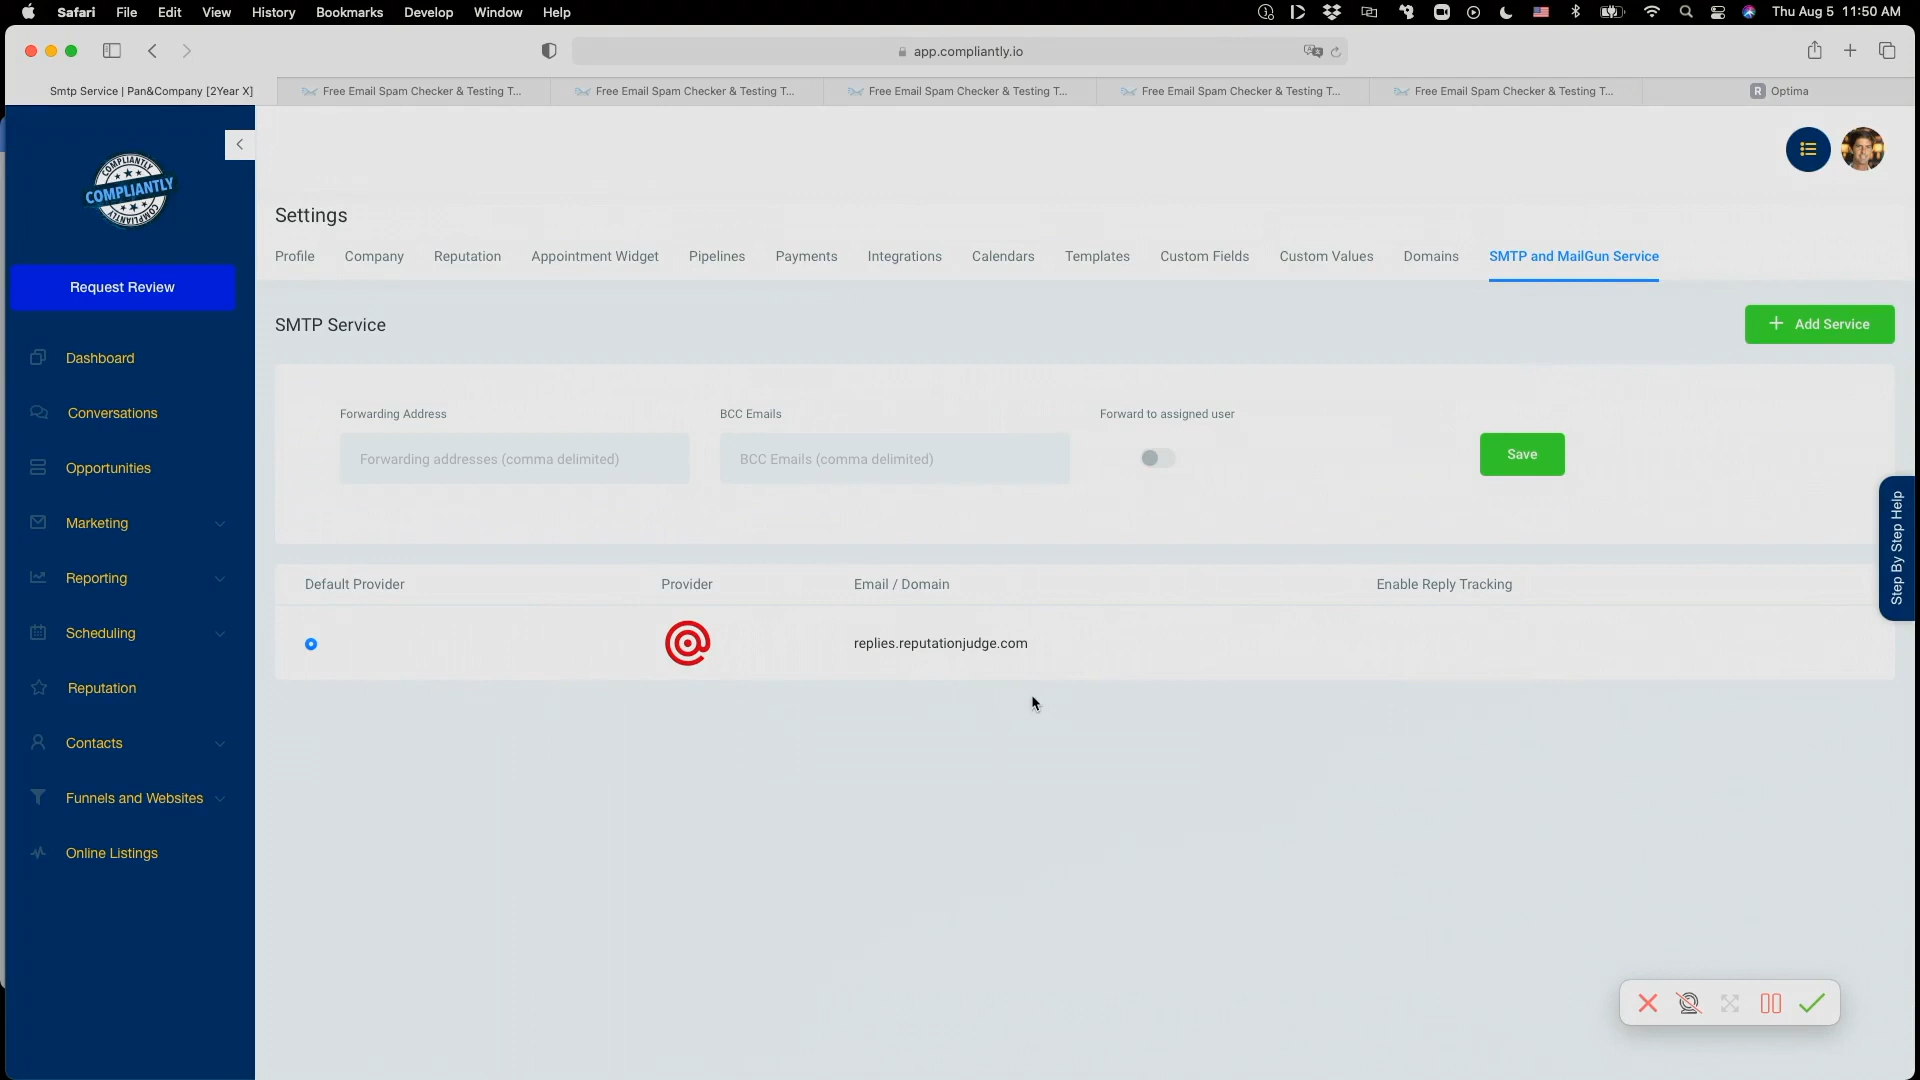 Safari File Edit View History Bookmarks Develop Window Help Thu Aug 5 11:50 AM
app.compliantly.io
Smtp Service | Pan&Company [2Year X] Free Email Spam Checker & Testing T... Free Email Spam Checker & Testing T... Free Email Spam Checker & Testing T... Free Email Spam Checker & Testing T... Free Email Spam Checker & Testing T... R Optima
COMPLIANTLY
COMPLIANTLY
COMPLIANTLY
Request Review
Dashboard
Conversations
Opportunities
Marketing
Reporting
Scheduling
Reputation
Contacts
Funnels and Websites
Online Listings
Settings
Profile Company Reputation Appointment Widget Pipelines Payments Integrations Calendars Templates Custom Fields Custom Values Domains SMTP and MailGun Service
SMTP Service
+ Add Service
Forwarding Address BCC Emails Forward to assigned user
Forwarding addresses (comma delimited) BCC Emails (comma delimited) Save
Default Provider Provider Email / Domain Enable Reply Tracking
replies.reputationjudge.com
Step By Step Help